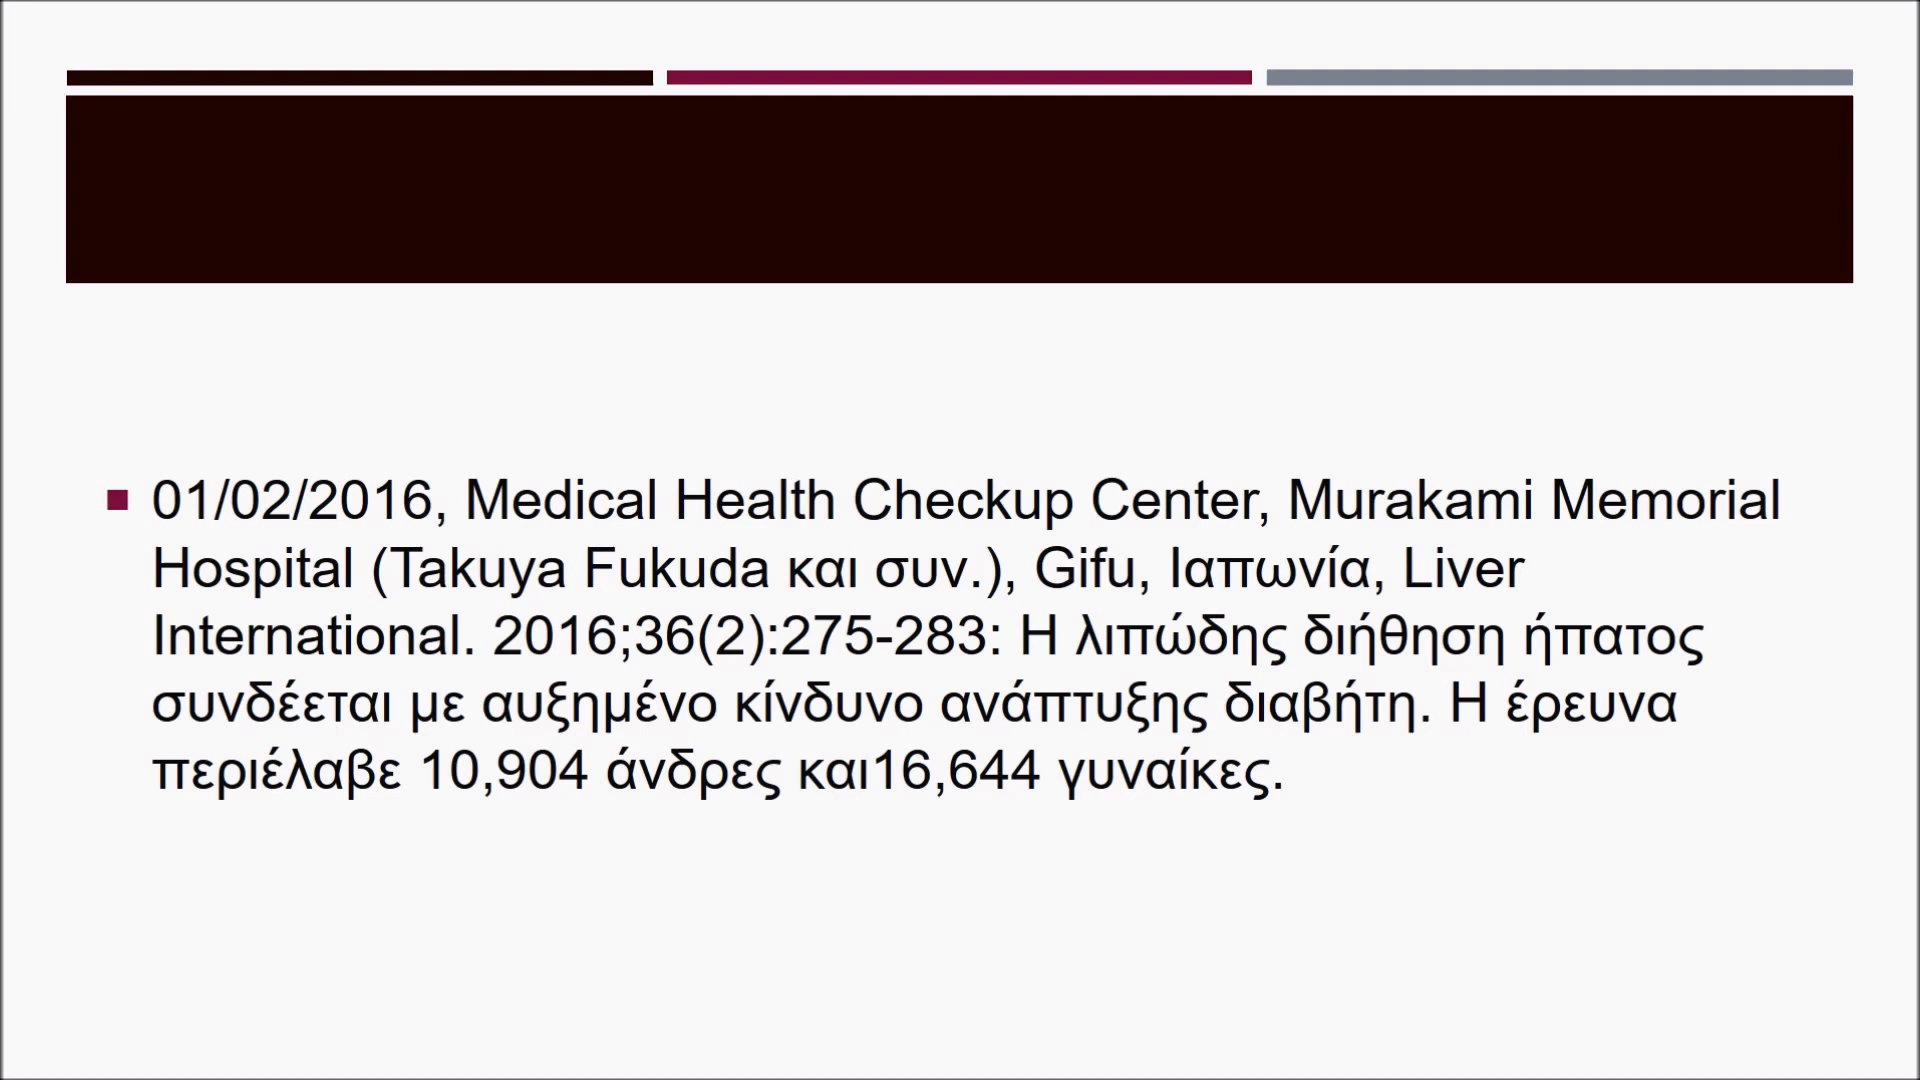 01/02/2016, Medical Health Checkup Center, Murakami Memorial
Hospital (Takuya Fukuda και συν.), Gifu, Ιαπωνία, Liver
International. 2016;36(2):275-283: Η λιπώδης διήθηση ήπατος
συνδέεται με αυξημένο κίνδυνο ανάπτυξης διαβήτη. Η έρευνα
περιέλαβε 10,904 άνδρες και16,644 γυναίκες.